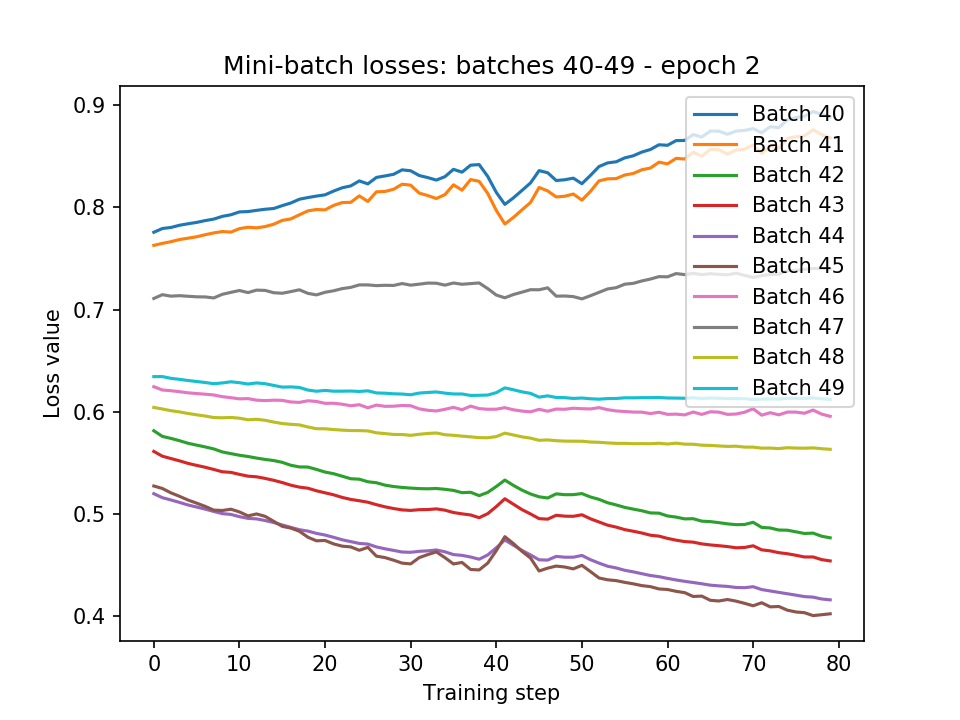 Mini-batch losses: batches 40-49 - epoch 2
0.9
0.8
0.7
0.6
0.5
0.4
Loss value
0 10 20 30 40 50 60 70 80
Training step
Batch 40
Batch 41
Batch 42
Batch 43
Batch 44
Batch 45
Batch 46
Batch 47
Batch 48
Batch 49